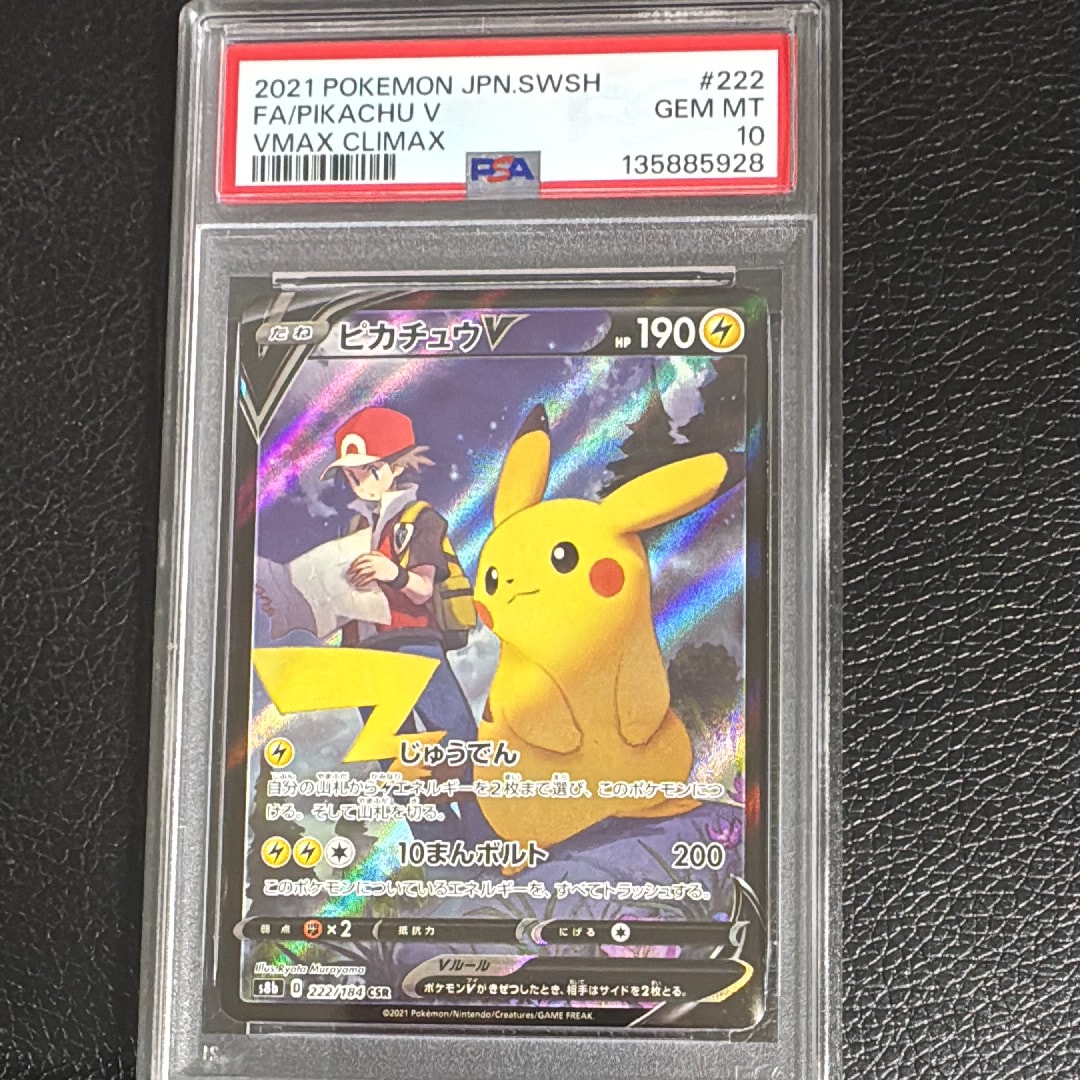 2021 POKEMON JPN.SWSH #222
FA/PIKACHU V GEM MT
VMAX CLIMAX 10
PSA 135885928
たね ピカチュウV HP 190
じゅうでん
自分の山札からエネルギーを2枚まで選び、このポケモンにつ
ける。そして山札を切る。
10まんボルト 200
このポケモンについているエネルギーを、すべてトラッシュする。
弱点 ×2 抵抗力 にげる
Illus. Ryota Murayama
Vルール
s8b D 222/184 CSR
ポケモンVがきぜつしたとき、相手はサイドを2枚とる。
©2021 Pokémon/Nintendo/Creatures/GAME FREAK.